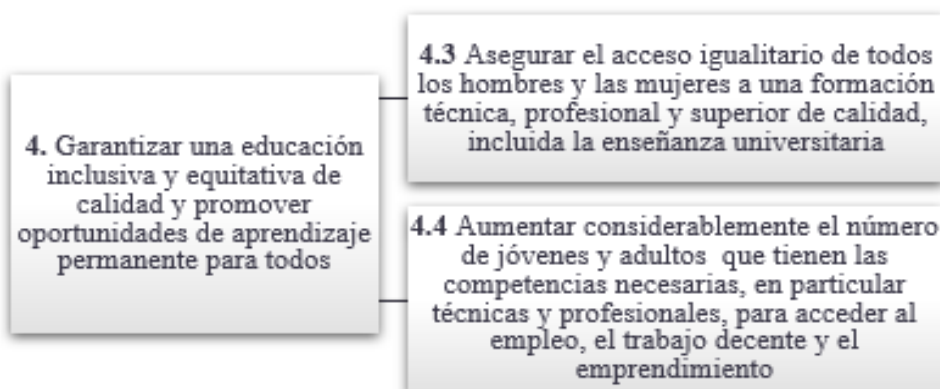 4. Garantizar una educación
inclusiva y equitativa de
calidad y promover
oportunidades de aprendizaje
permanente para todos
4.3 Asegurar el acceso igualitario de todos
los hombres y las mujeres a una formación
técnica, profesional y superior de calidad,
incluida la enseñanza universitaria
4.4 Aumentar considerablemente el número
de jóvenes y adultos que tienen las
competencias necesarias, en particular
técnicas y profesionales, para acceder al
empleo, el trabajo decente y el
emprendimiento